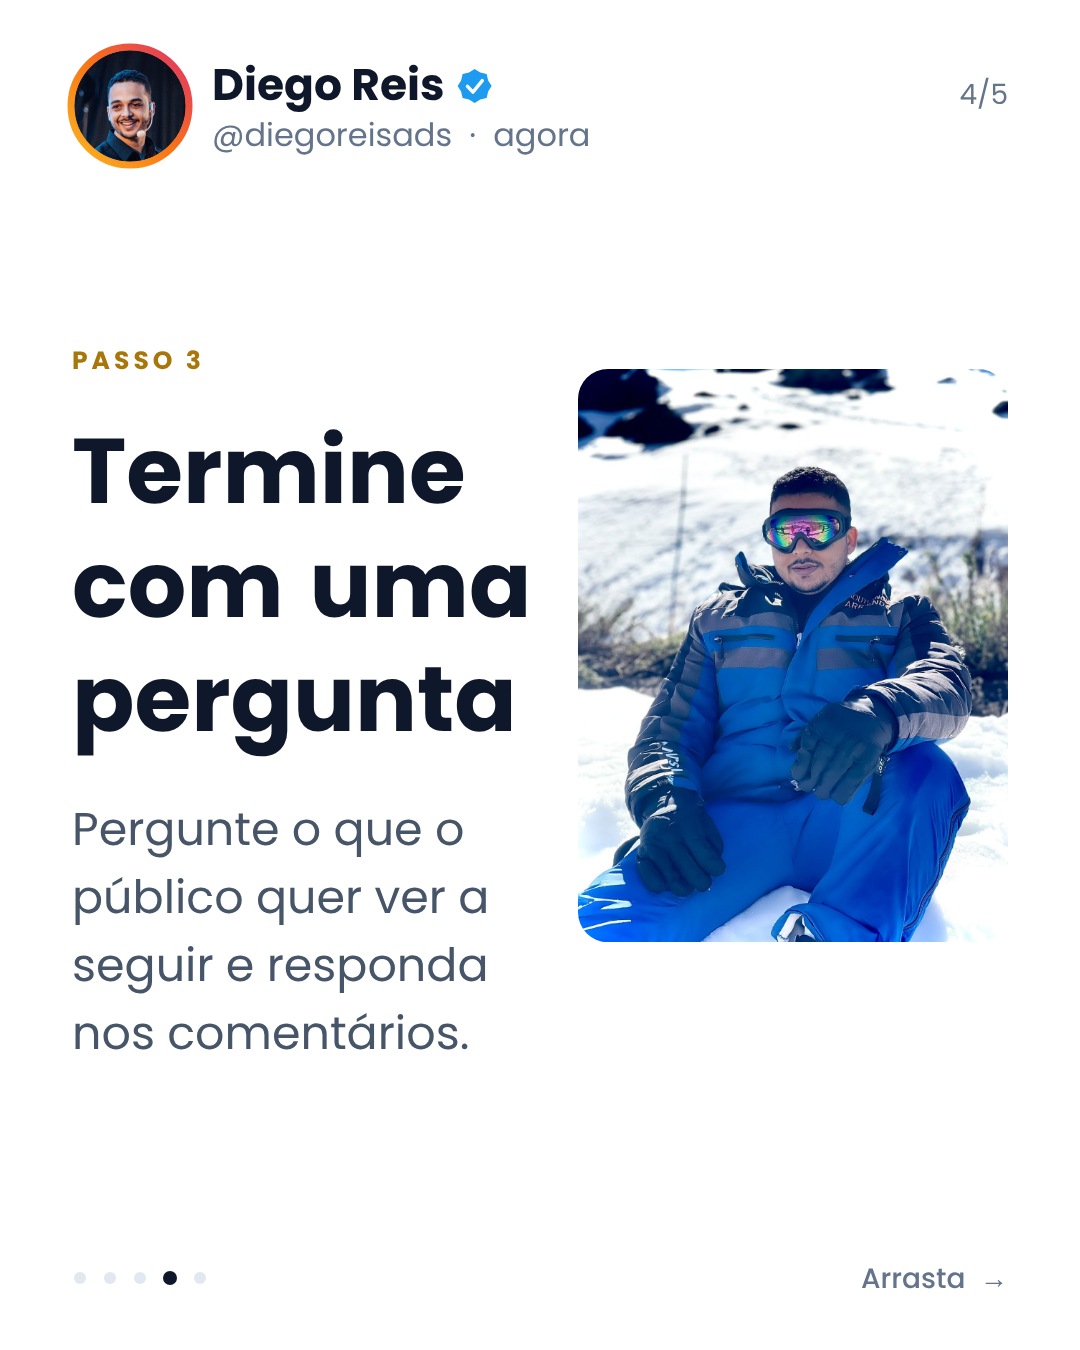 Diego Reis
@diegoreisads · agora
4/5
PASSO 3
Termine
com uma
pergunta
Pergunte o que o
público quer ver a
seguir e responda
nos comentários.
Arrasta →